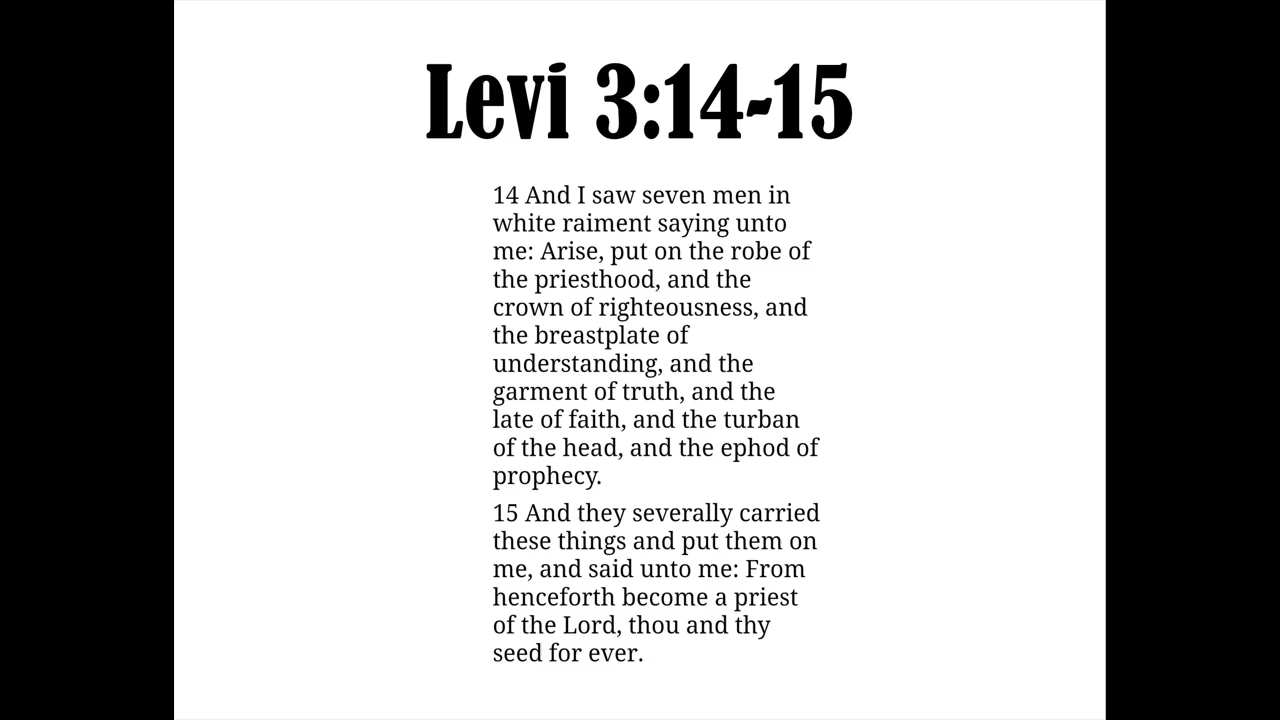 Levi 3:14-15
14 And I saw seven men in
white raiment saying unto
me: Arise, put on the robe of
the priesthood, and the
crown of righteousness, and
the breastplate of
understanding, and the
garment of truth, and the
late of faith, and the turban
of the head, and the ephod of
prophecy.
15 And they severally carried
these things and put them on
me, and said unto me: From
henceforth become a priest
of the Lord, thou and thy
seed for ever.